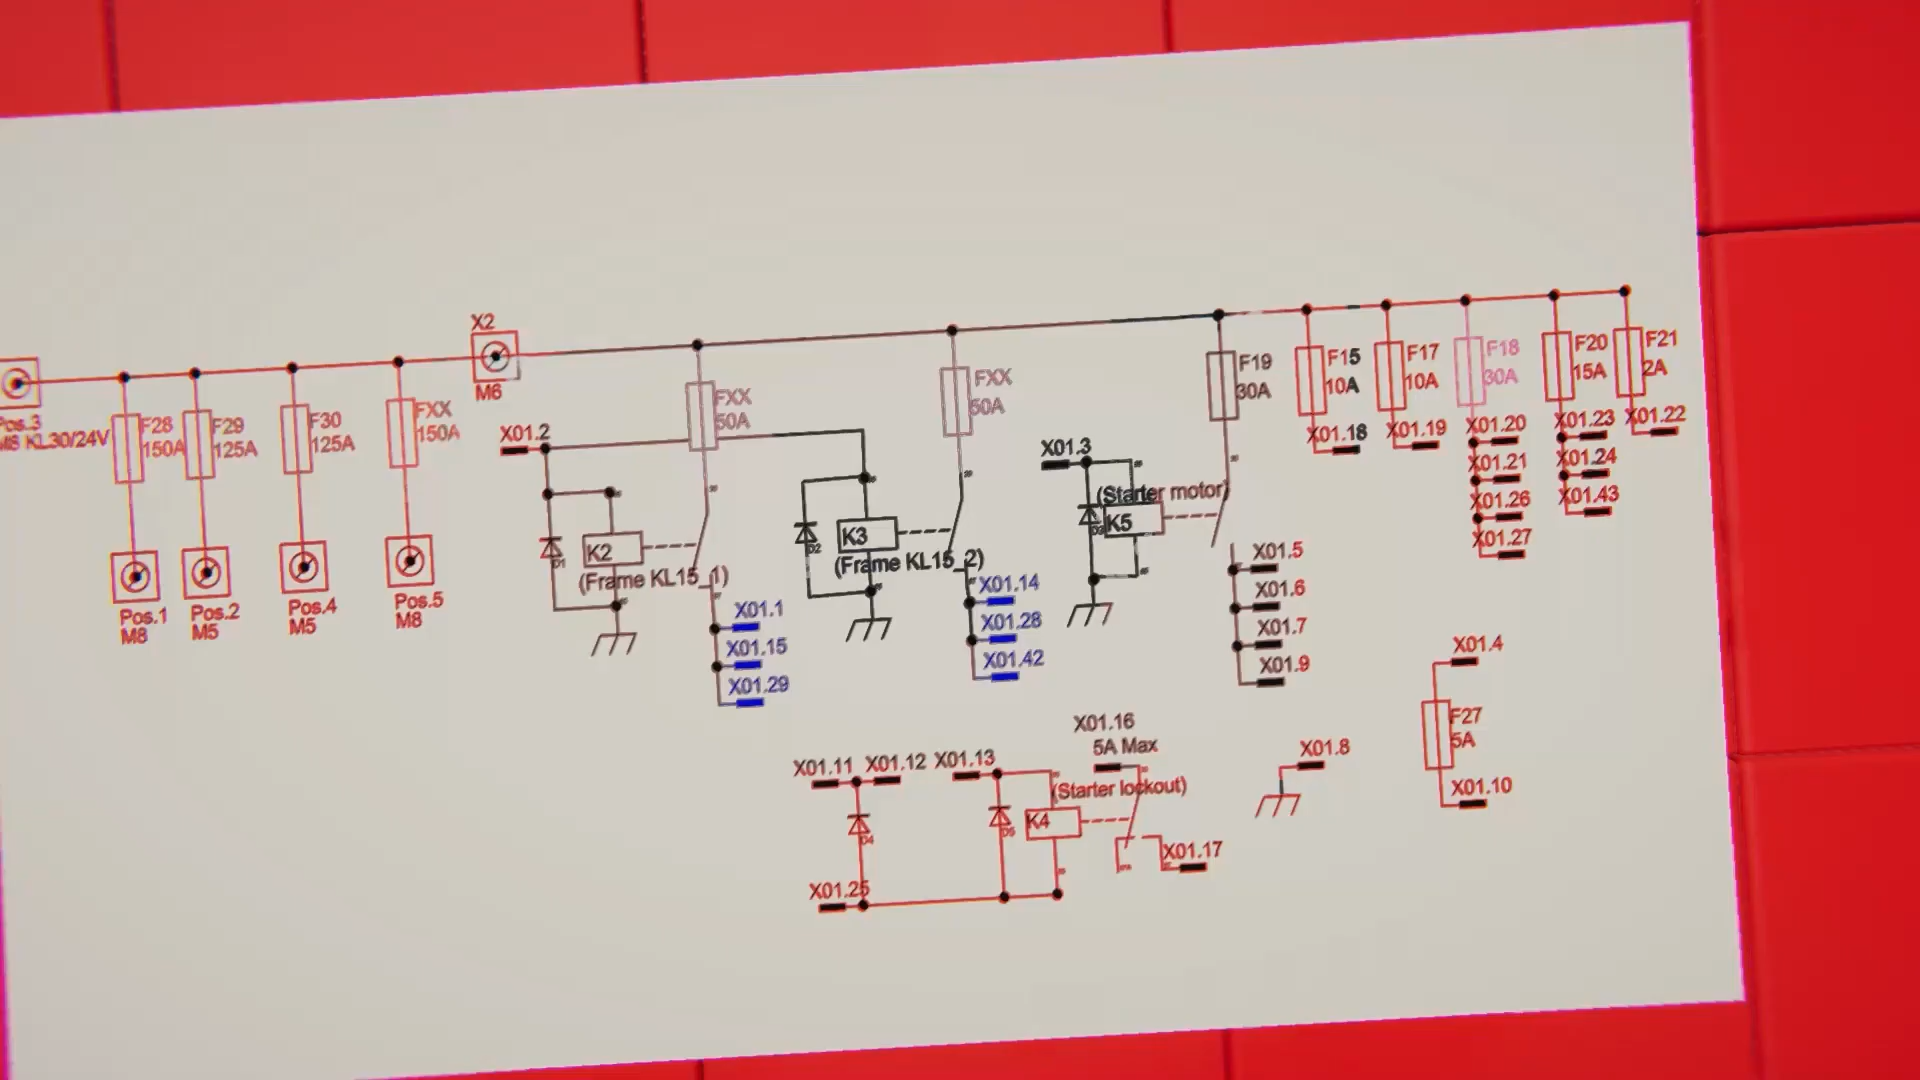 X2
M6
Pos.3
M8 KL30/24V
F28
150A
F29
125A
F30
125A
FXX
150A
Pos.1
M8
Pos.2
M5
Pos.4
M5
Pos.5
M8
X01.2
FXX
50A
K2
D1
(Frame KL15_1)
X01.1
X01.15
X01.29
FXX
50A
K3
D2
(Frame KL15_2)
X01.14
X01.28
X01.42
X01.3
F19
30A
(Starter motor)
K5
X01.5
X01.6
X01.7
X01.9
F15
10A
X01.18
F17
10A
X01.19
F18
30A
X01.20
X01.21
X01.26
X01.27
F20
15A
X01.23
X01.24
X01.43
F21
2A
X01.22
X01.11
X01.12
X01.13
D4
X01.25
X01.16
5A Max
(Starter lockout)
K4
D5
X01.17
X01.8
X01.4
F27
5A
X01.10